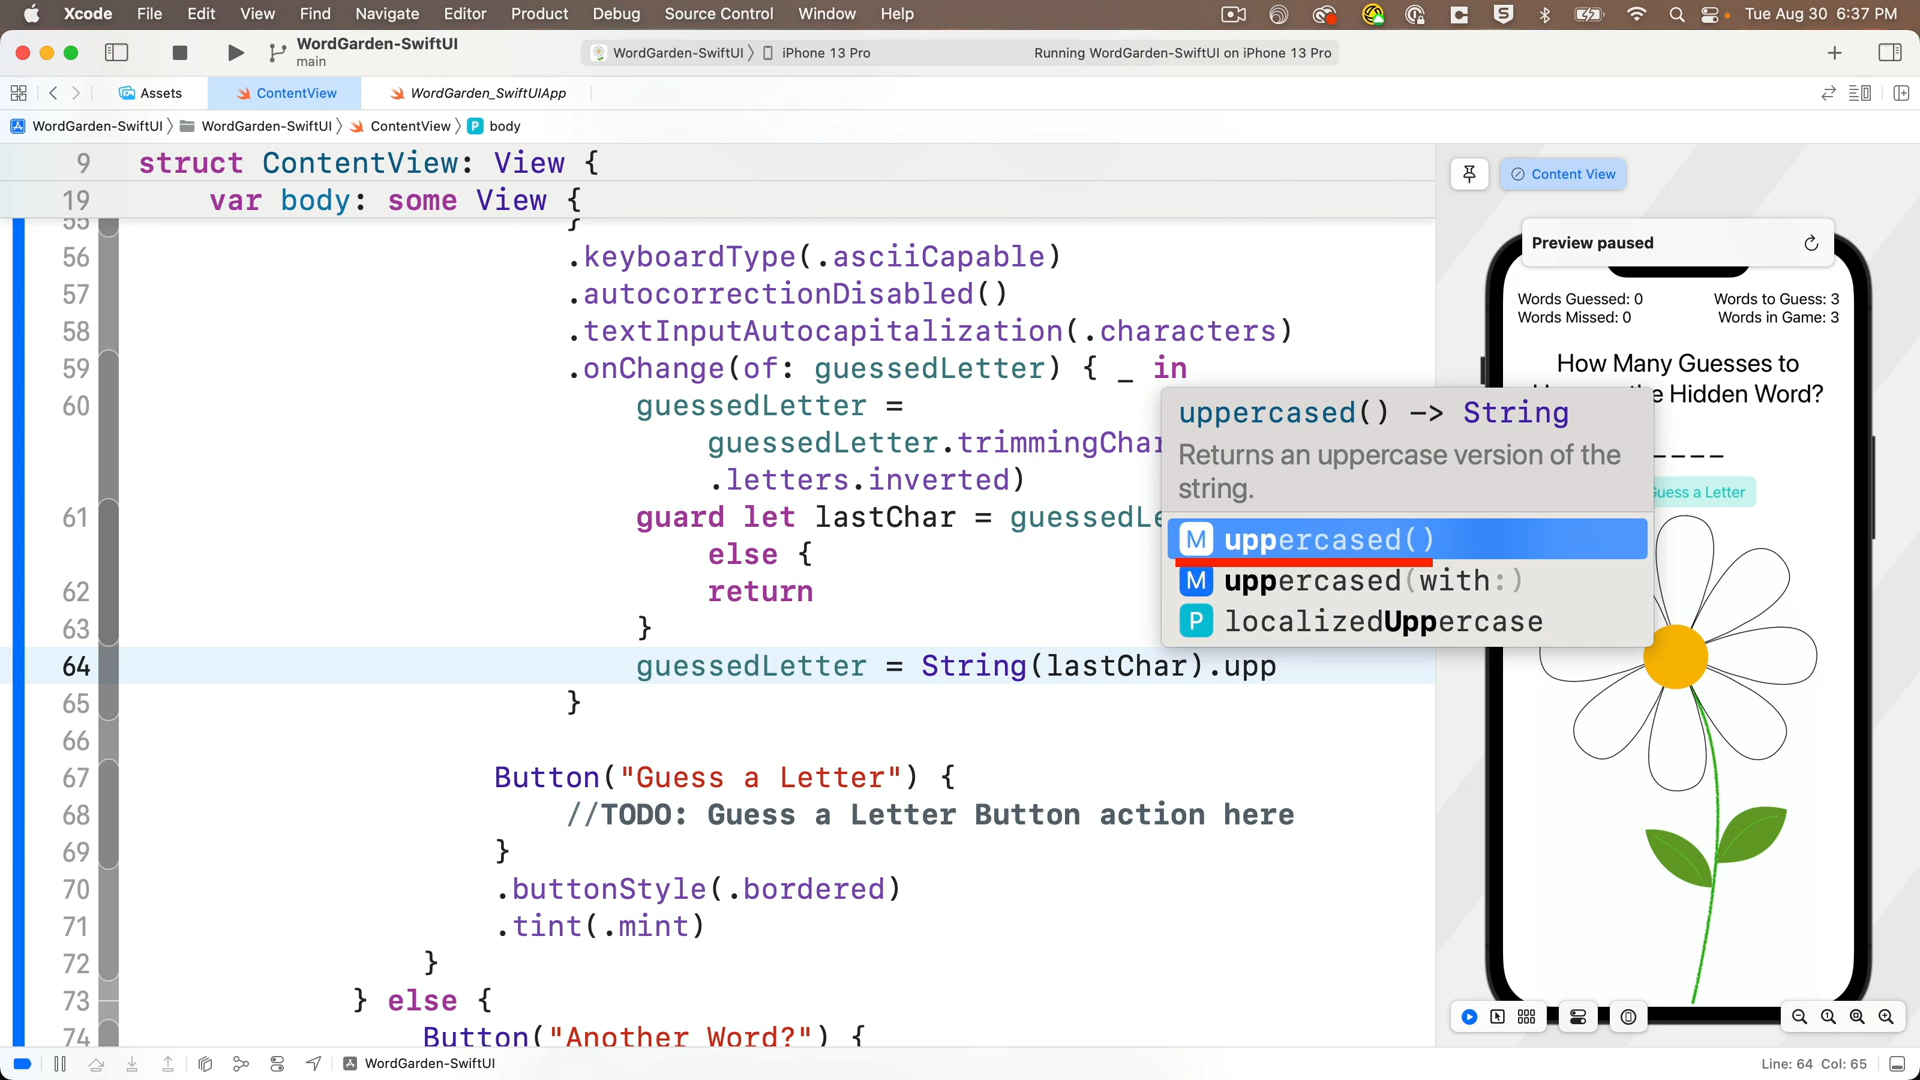 Xcode File Edit View Find Navigate Editor Product Debug Source Control Window Help Tue Aug 30 6:37 PM
WordGarden-SwiftUI
main
WordGarden-SwiftUI 〉 iPhone 13 Pro Running WordGarden-SwiftUI on iPhone 13 Pro
Assets ContentView WordGarden_SwiftUIApp
WordGarden-SwiftUI 〉 WordGarden-SwiftUI 〉 ContentView 〉 P body
9 struct ContentView: View {
19 var body: some View {
55 }
56 .keyboardType(.asciiCapable)
57 .autocorrectionDisabled()
58 .textInputAutocapitalization(.characters)
59 .onChange(of: guessedLetter) { _ in
60 guessedLetter =
guessedLetter.trimmingChar
.letters.inverted)
61 guard let lastChar = guessedLe
else {
62 return
63 }
64 guessedLetter = String(lastChar).upp
65 }
66
67 Button("Guess a Letter") {
68 //TODO: Guess a Letter Button action here
69 }
70 .buttonStyle(.bordered)
71 .tint(.mint)
72 }
73 } else {
74 Button("Another Word?") {
uppercased() -> String
Returns an uppercase version of the
string.
M uppercased()
M uppercased(with:)
P localizedUppercase
Content View
Preview paused
Words Guessed: 0 Words to Guess: 3
Words Missed: 0 Words in Game: 3
How Many Guesses to
e Hidden Word?
_ _ _ _
Guess a Letter
WordGarden-SwiftUI
Line: 64 Col: 65